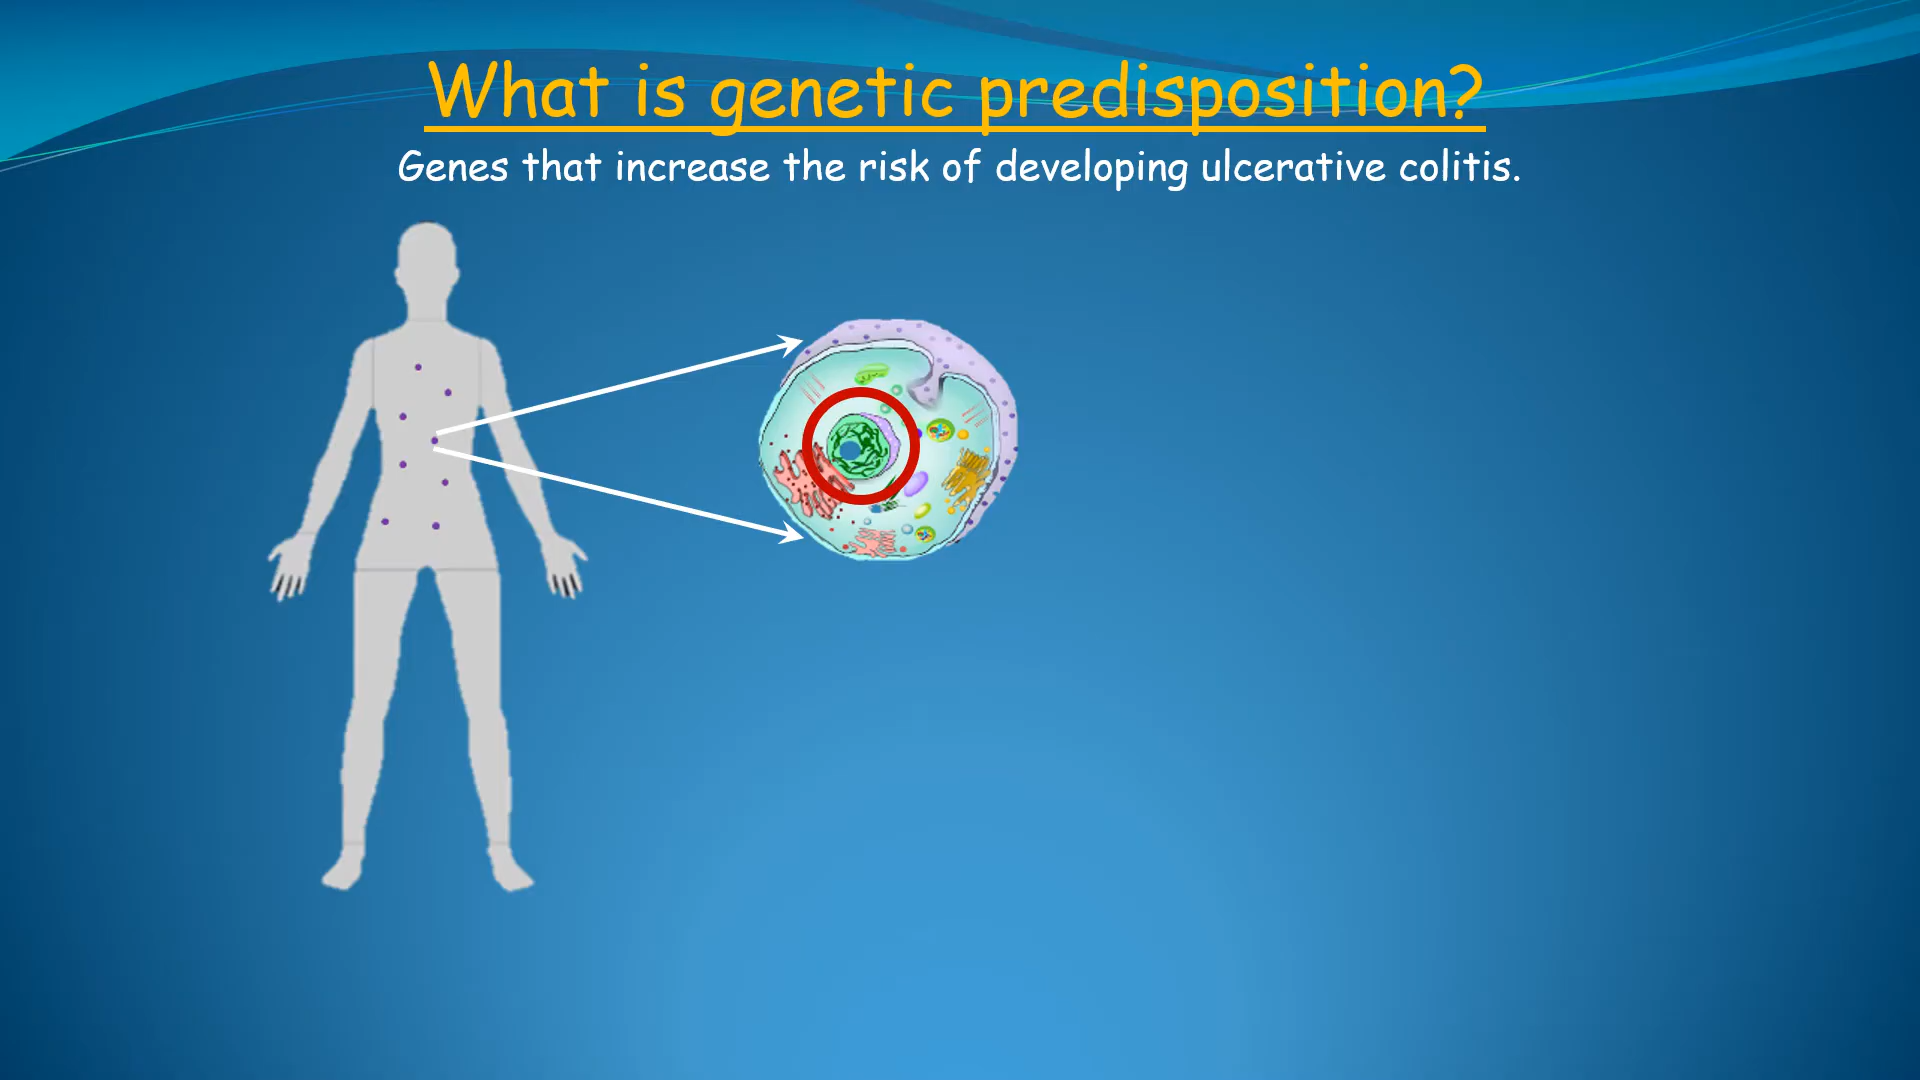 What is genetic predisposition?
Genes that increase the risk of developing ulcerative colitis.